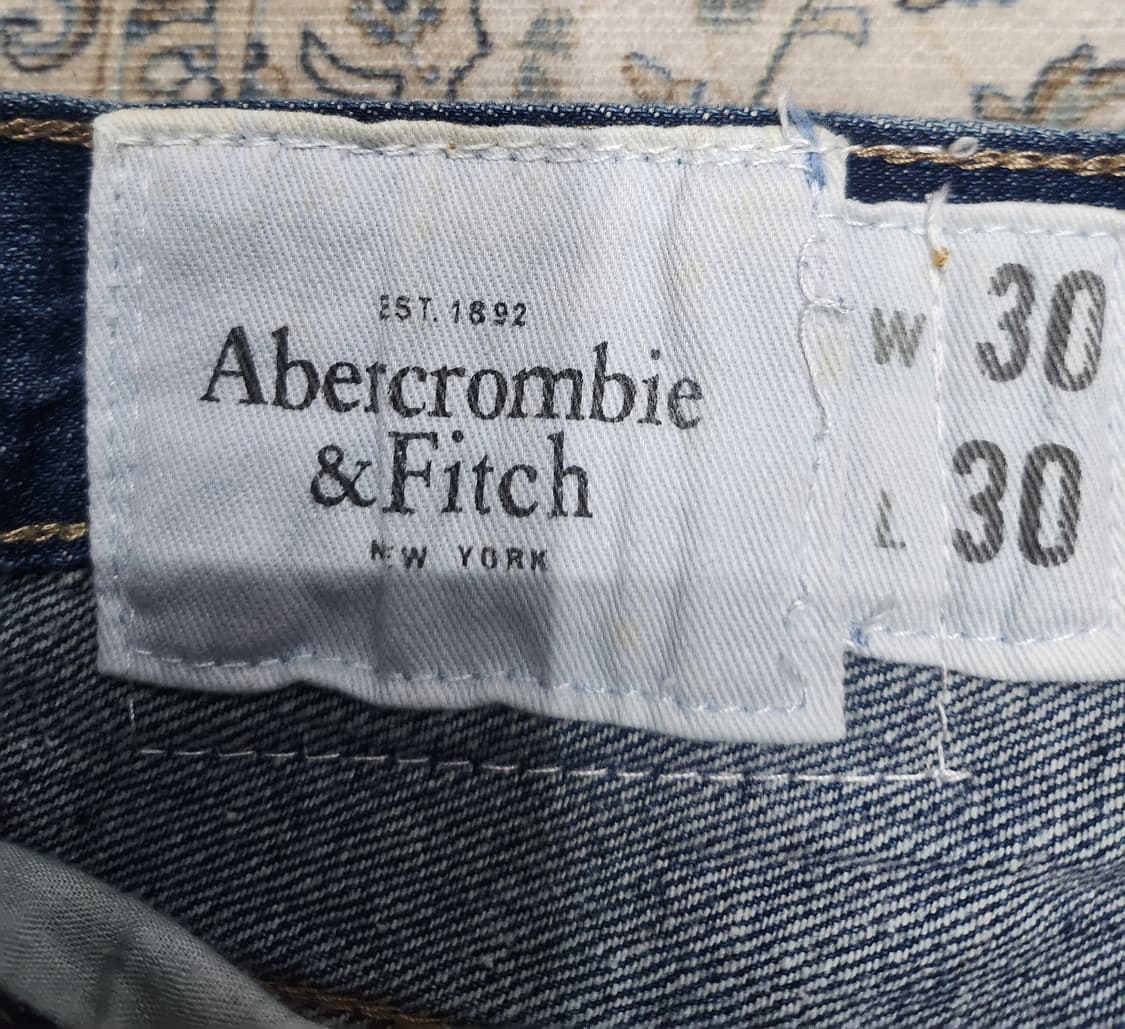 EST. 1892
Abercrombie
& Fitch
NEW YORK
W 30
L 30